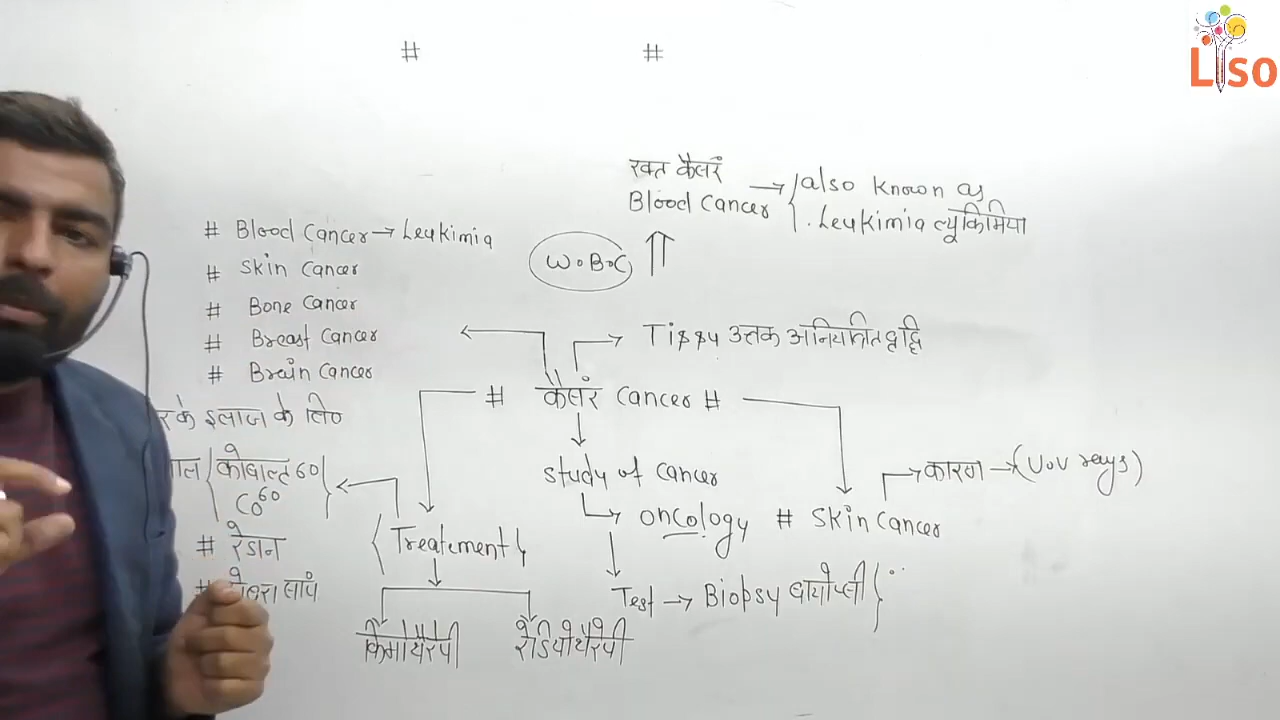 Liso
# #
रक्त कैंसर
Blood Cancer → also known as
Leukimia ल्यूकिमिया
W.B.C
# Blood Cancer → Leukimia
# Skin Cancer
# Bone Cancer
# Breast Cancer
# Brain Cancer
Tissu उत्तक अनियमीत वृद्धि
# कैंसर Cancer #
के इलाज के लिए
कोबाल्ट 60
Co60
# रेडान
study of cancer
oncology
# Skin Cancer
कारण → (U.V rays)
Treatement
Test → Biopsy बायोप्सी
किमोथैरेपी रेडियोथैरेपी